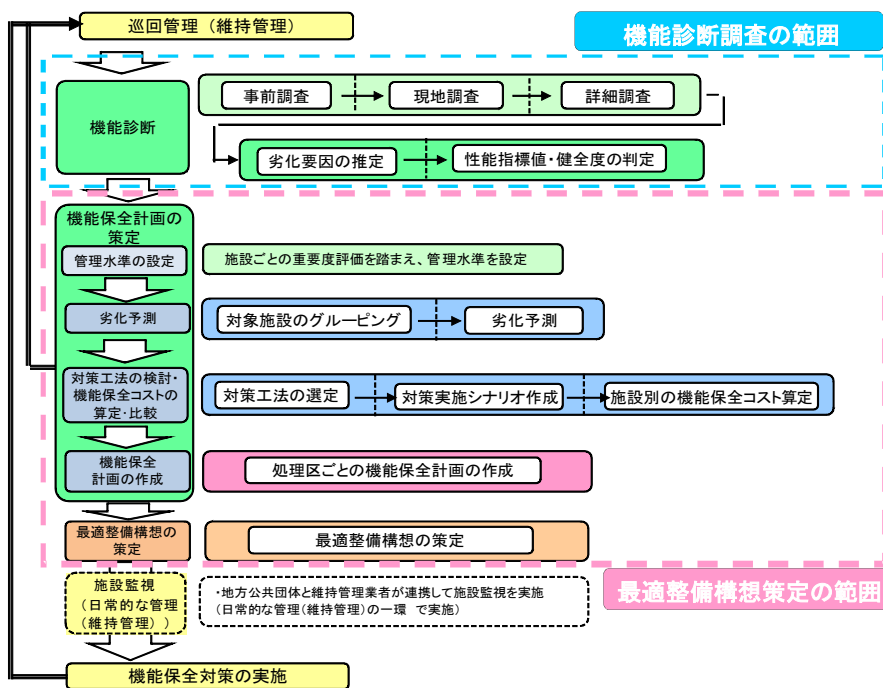 巡回管理（維持管理）
機能診断調査の範囲
機能診断
事前調査
現地調査
詳細調査
劣化要因の推定
性能指標値・健全度の判定
機能保全計画の
策定
管理水準の設定
施設ごとの重要度評価を踏まえ、管理水準を設定
劣化予測
対象施設のグルーピング
劣化予測
対策工法の検討・
機能保全コストの
算定・比較
対策工法の選定
対策実施シナリオ作成
施設別の機能保全コスト算定
機能保全
計画の作成
処理区ごとの機能保全計画の作成
最適整備構想の
策定
最適整備構想の策定
最適整備構想策定の範囲
施設監視
（日常的な管理
（維持管理））
・地方公共団体と維持管理業者が連携して施設監視を実施
（日常的な管理（維持管理）の一環 で実施）
機能保全対策の実施